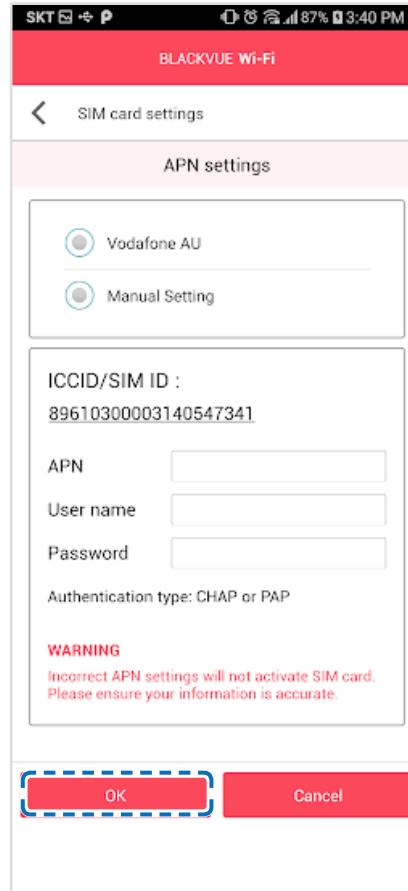 SKT 87% 3:40 PM
BLACKVUE Wi-Fi
SIM card settings
APN settings
Vodafone AU
Manual Setting
ICCID/SIM ID :
89610300003140547341
APN
User name
Password
Authentication type: CHAP or PAP
WARNING
Incorrect APN settings will not activate SIM card.
Please ensure your information is accurate.
OK Cancel